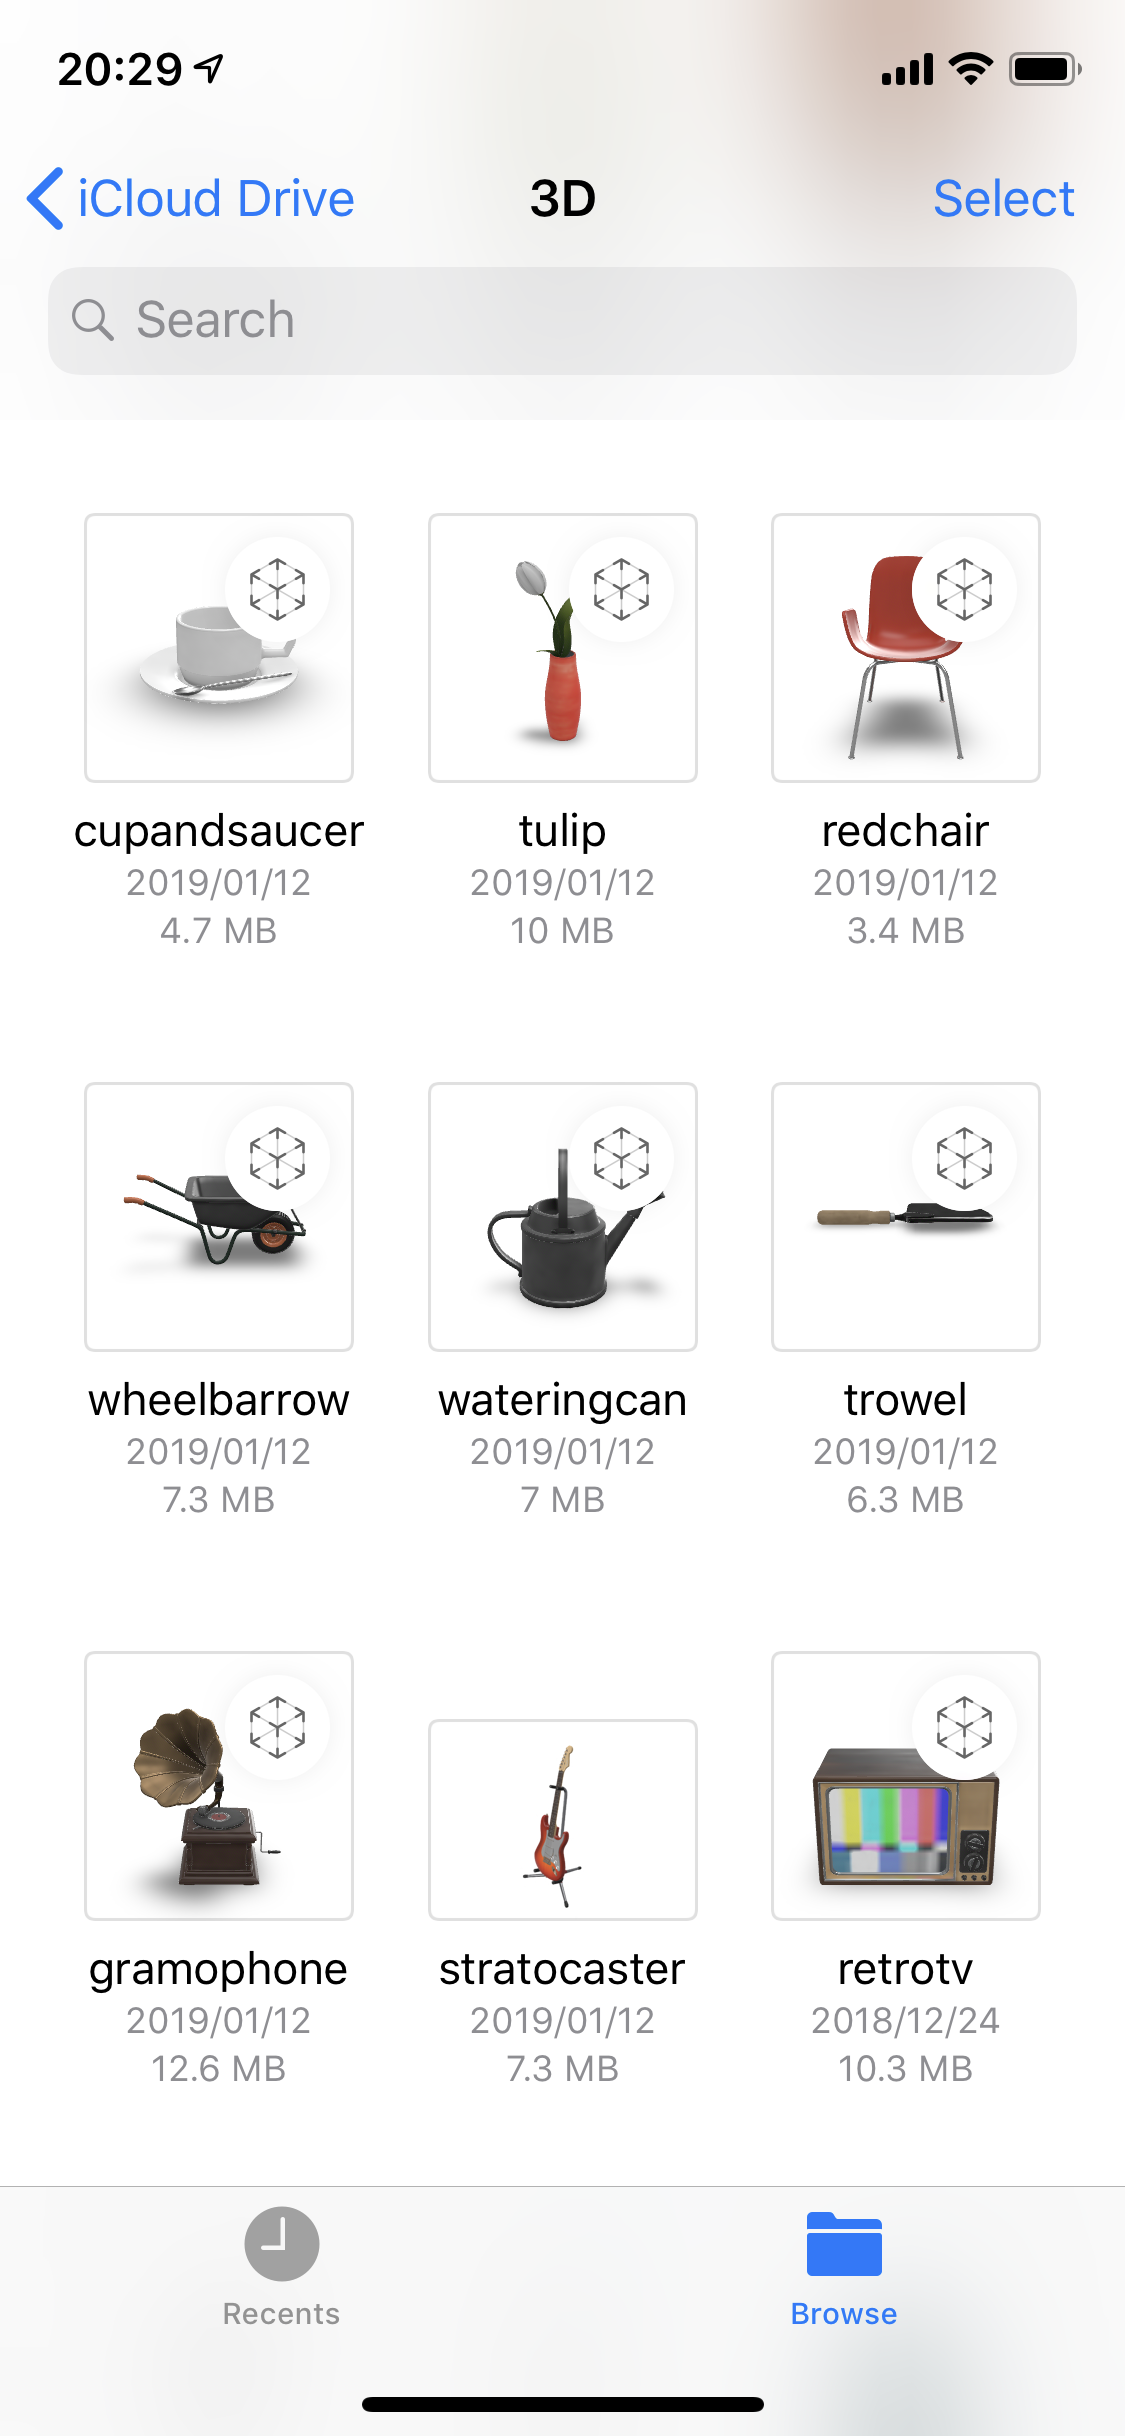 20:29
iCloud Drive 3D Select
Search
cupandsaucer tulip redchair
2019/01/12 2019/01/12 2019/01/12
4.7 MB 10 MB 3.4 MB
wheelbarrow wateringcan trowel
2019/01/12 2019/01/12 2019/01/12
7.3 MB 7 MB 6.3 MB
gramophone stratocaster retrotv
2019/01/12 2019/01/12 2018/12/24
12.6 MB 7.3 MB 10.3 MB
Recents Browse